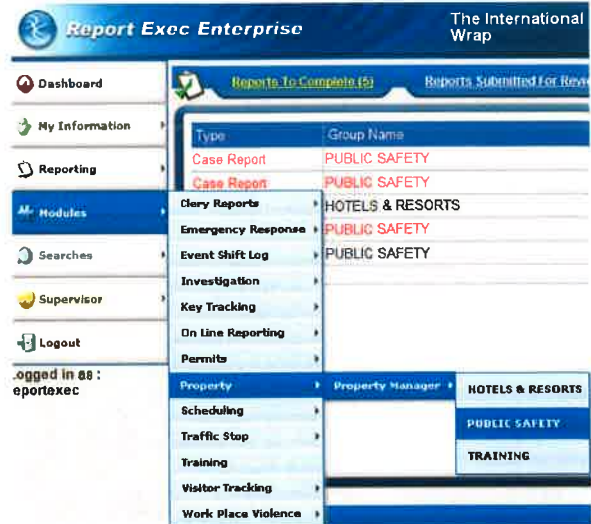 Report Exec Enterprise
The International
Wrap
Dashboard
My Information
Reporting
Modules
Searches
Supervisor
Logout
.ogged in as :
eportexec
Reports To Complete (5)
Reports Submitted For Revie
Type Group Name
Case Report PUBLIC SAFETY
Case Report PUBLIC SAFETY
HOTELS & RESORTS
PUBLIC SAFETY
PUBLIC SAFETY
Clery Reports
Emergency Response
Event Shift Log
Investigation
Key Tracking
On Line Reporting
Permits
Property
Scheduling
Traffic Stop
Training
Visitor Tracking
Work Place Violence
Property Manager
HOTELS & RESORTS
PUBLIC SAFETY
TRAINING